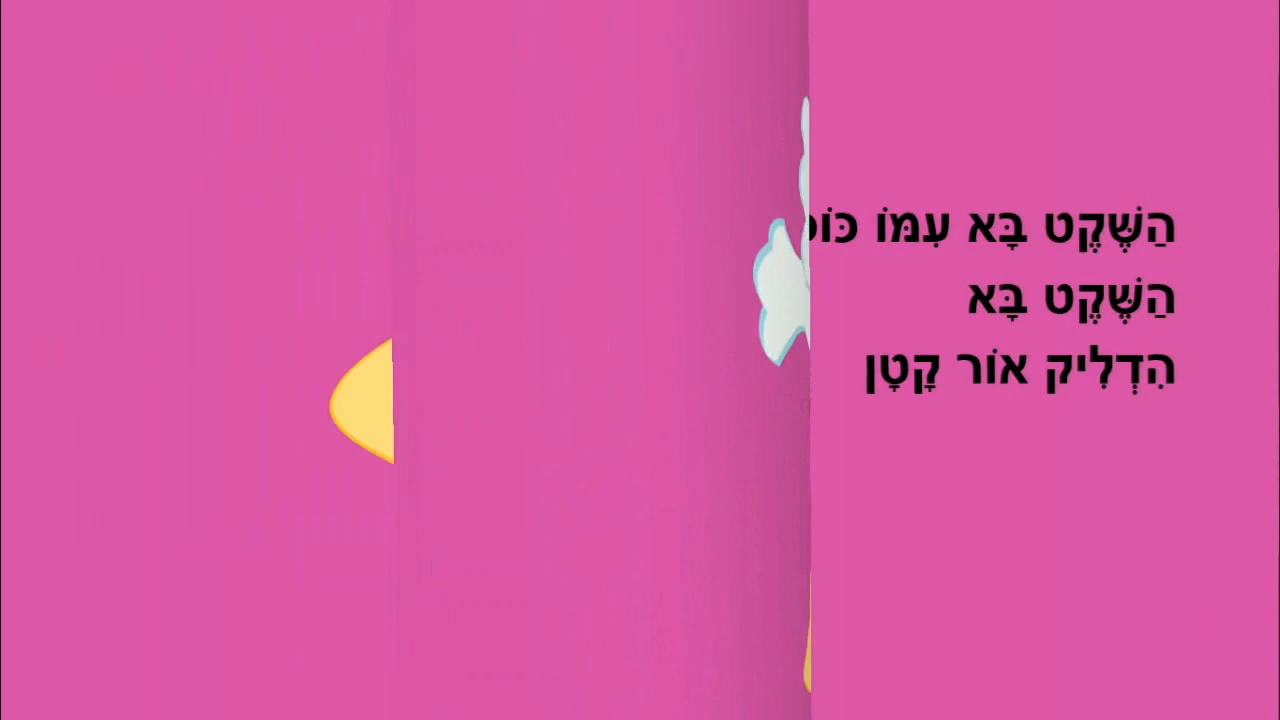 הַשֶּׁקֶט בָּא עִמּוֹ
הַשֶּׁקֶט בָּא
הִדְלִיק אוֹר קָטָן